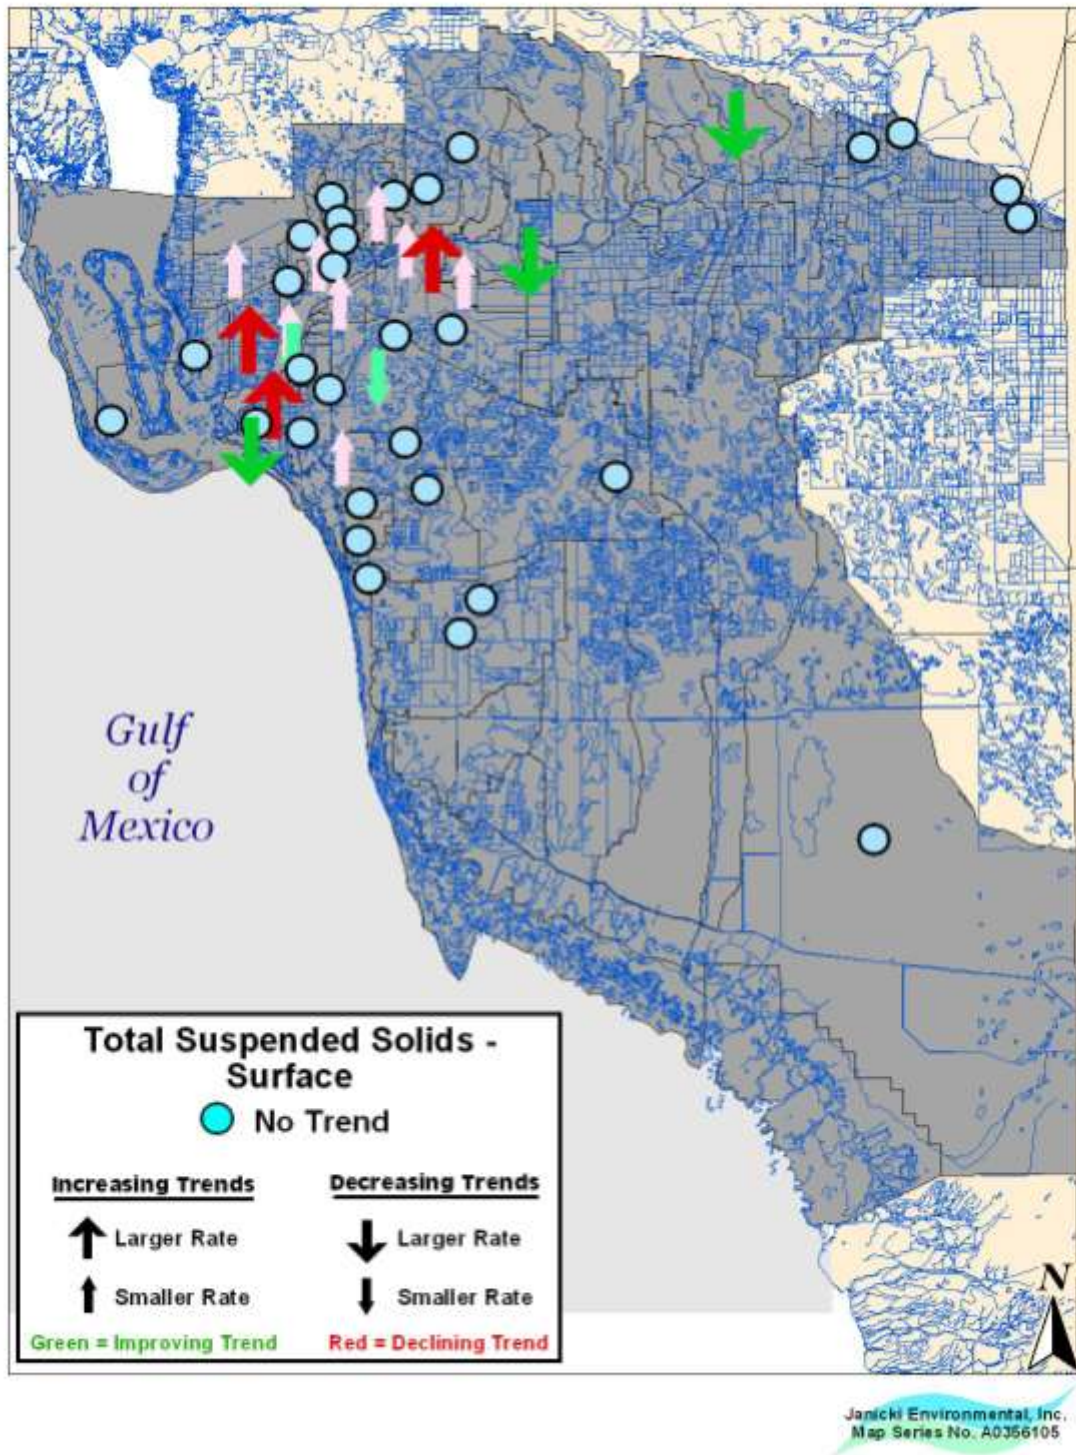 Gulf
of
Mexico
Total Suspended Solids -
Surface
No Trend
Increasing Trends
Decreasing Trends
Larger Rate
Larger Rate
Smaller Rate
Smaller Rate
Green = Improving Trend
Red = Declining Trend
N
Janicki Environmental, Inc.
Map Series No. A0356105